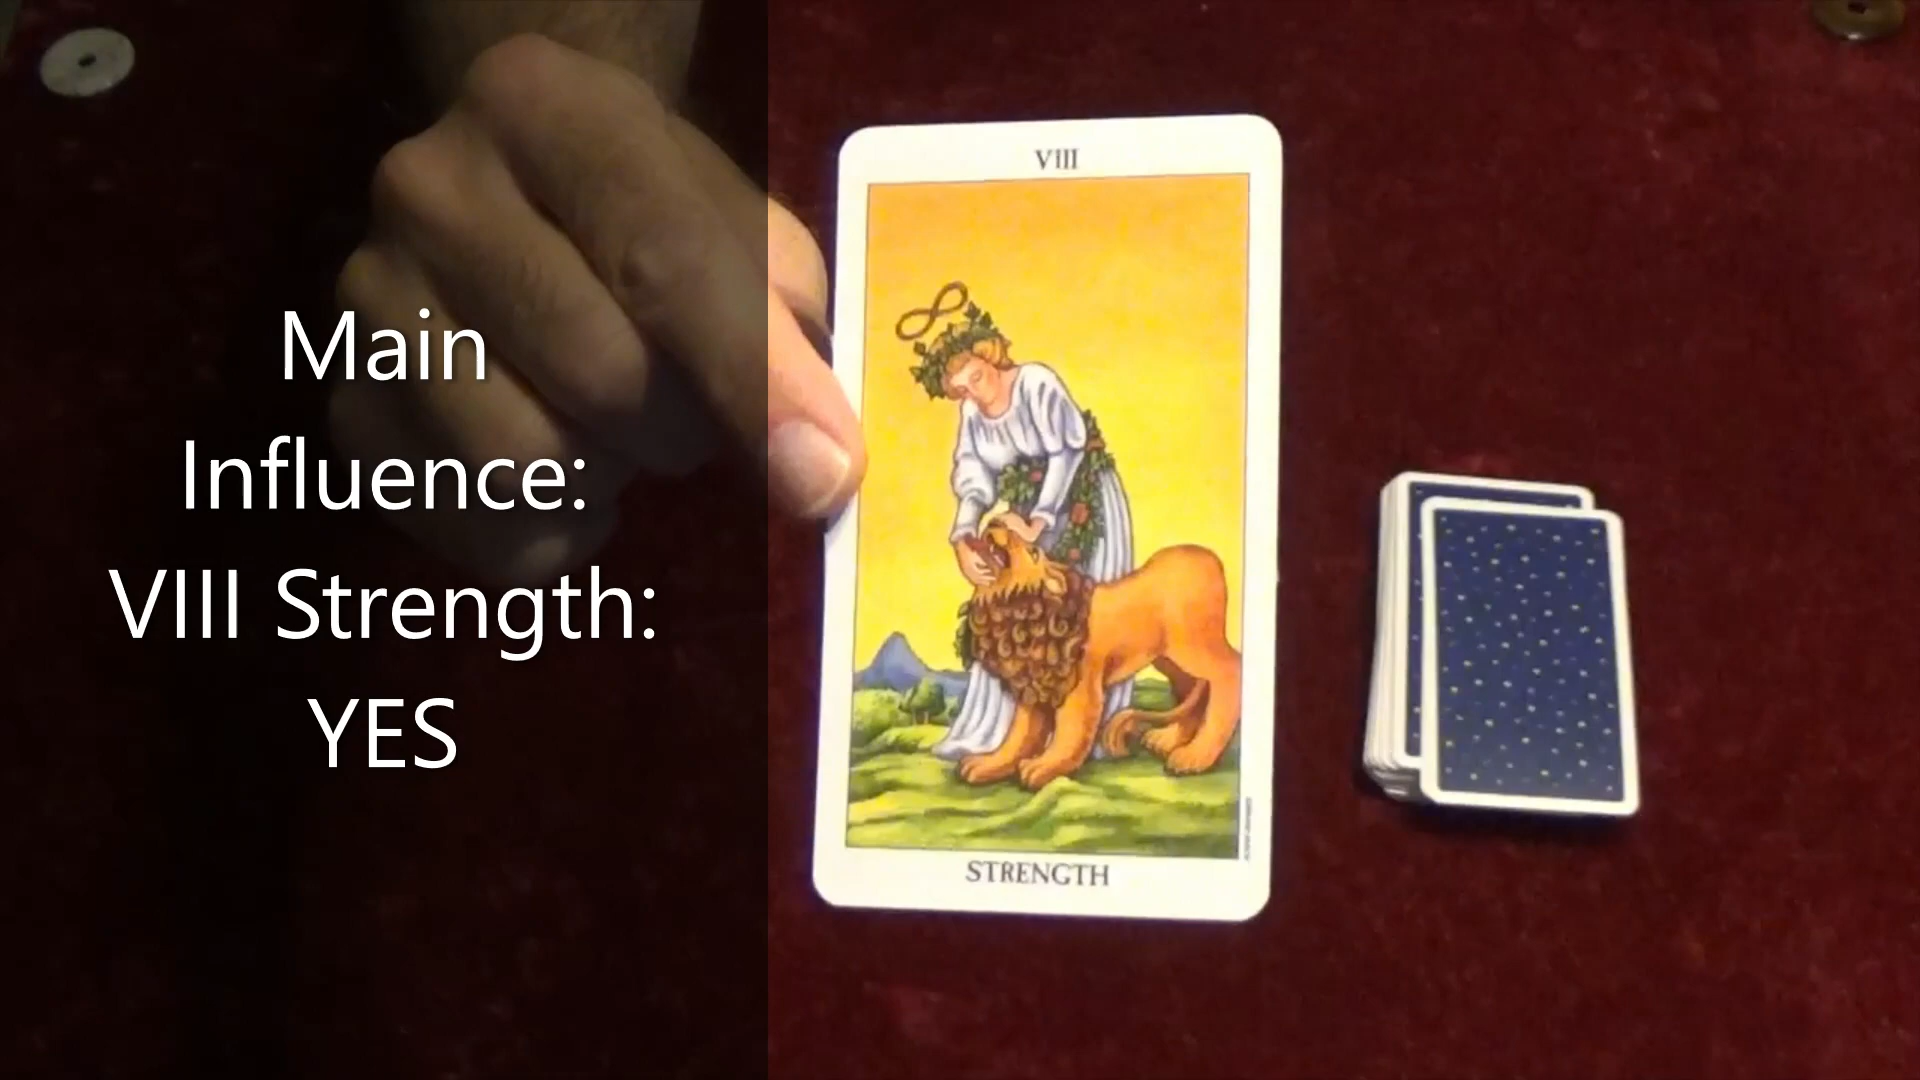 Main
Influence:
VIII Strength:
YES
VIII
STRENGTH